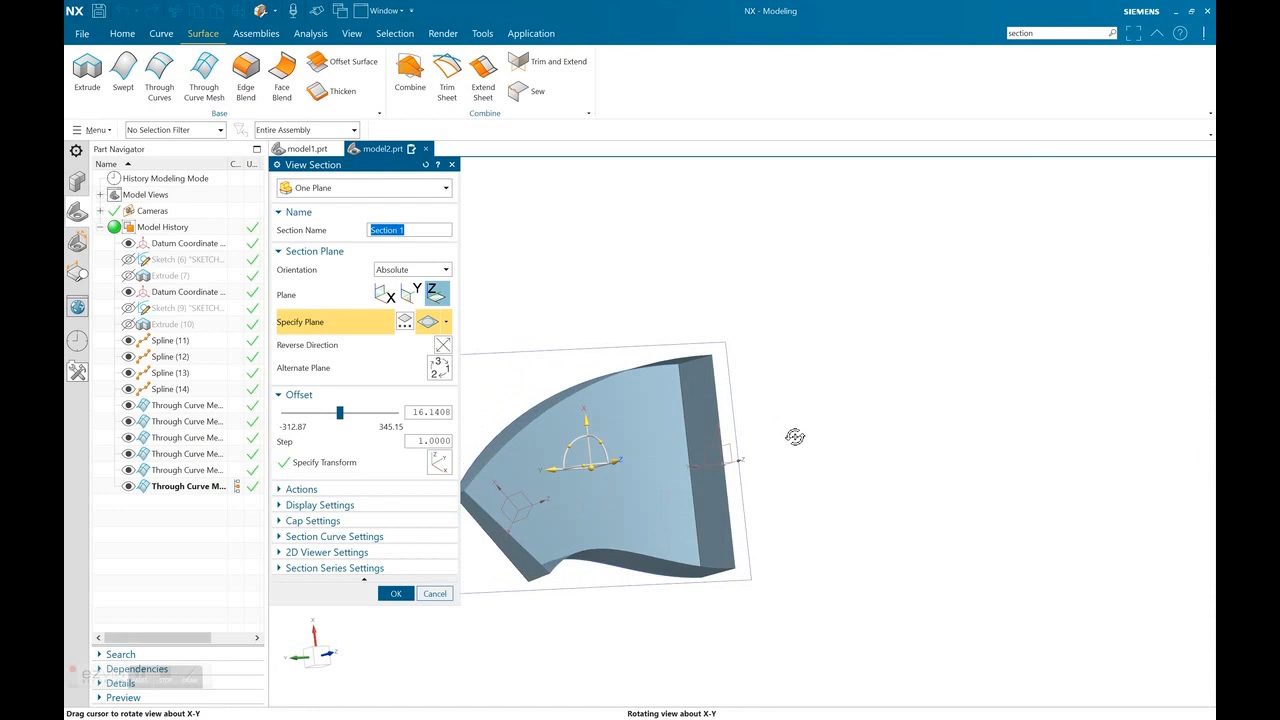 NX
Window
NX - Modeling
SIEMENS
File
Home
Curve
Surface
Assemblies
Analysis
View
Selection
Render
Tools
Application
section
Extrude
Swept
Through Curves
Through Curve Mesh
Edge Blend
Face Blend
Offset Surface
Thicken
Combine
Trim Sheet
Extend Sheet
Trim and Extend
Sew
Base
Combine
Menu
No Selection Filter
Entire Assembly
Part Navigator
model1.prt
model2.prt
Name
C...
U...
History Modeling Mode
Model Views
Cameras
Model History
Datum Coordinate ...
Sketch (6) "SKETCH...
Extrude (7)
Datum Coordinate ...
Sketch (9) "SKETCH...
Extrude (10)
Spline (11)
Spline (12)
Spline (13)
Spline (14)
Through Curve Me...
Through Curve Me...
Through Curve Me...
Through Curve Me...
Through Curve Me...
Through Curve M...
Search
Dependencies
Details
Preview
View Section
One Plane
Name
Section Name
Section 1
Section Plane
Orientation
Absolute
Plane
X
Y
Z
Specify Plane
Reverse Direction
Alternate Plane
3
1
2
Offset
16.1408
-312.87
345.15
Step
1.0000
Specify Transform
Actions
Display Settings
Cap Settings
Section Curve Settings
2D Viewer Settings
Section Series Settings
OK
Cancel
X
Y
Z
Z
X
Y
Z
Drag cursor to rotate view about X-Y
Rotating view about X-Y